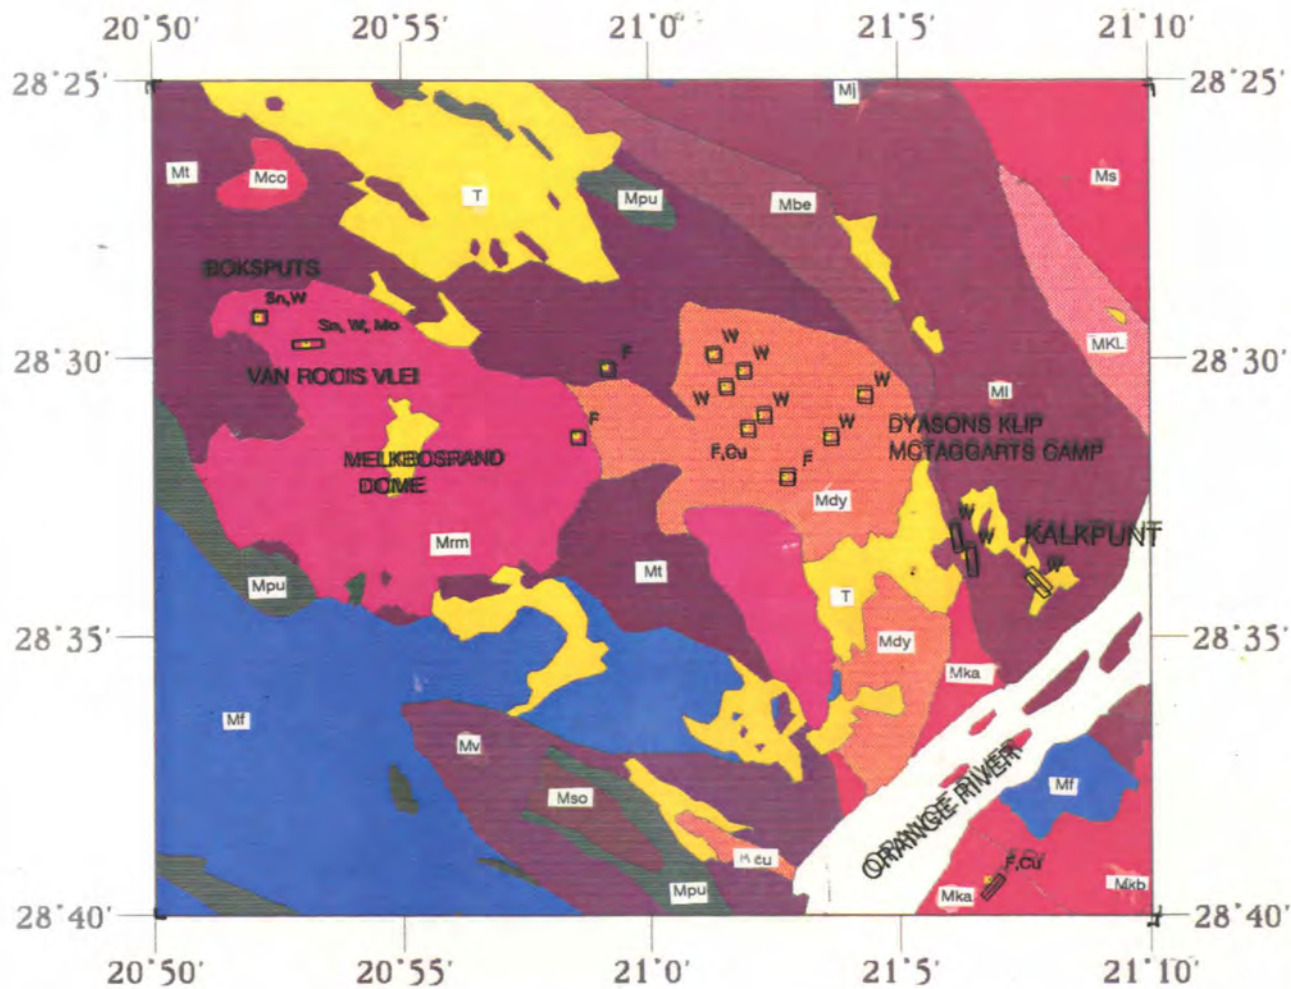 20°50' 20°55' 21°0' 21°5' 21°10'
28°25' 28°25'
Mj
Mt Mco T Mpu Mbe Ms
BOKSPUTS
Sn,W
Sn, W, Mo
MKL
28°30' 28°30'
F W W
VAN ROOIS VLEI
W W W Ml
F W
DYASONS KLIP
F,Cu F
MCTAGGARTS CAMP
MELKBOSRAND
DOME
Mdy
W W KALKPUNT
Mrm
W
Mpu Mt T
28°35' 28°35'
Mdy
Mka
Mf Mv
ORANGE RIVER
Mf
Mso
F,Cu
Mpu Mka Mkb
28°40' 28°40'
20°50' 20°55' 21°0' 21°5' 21°10'